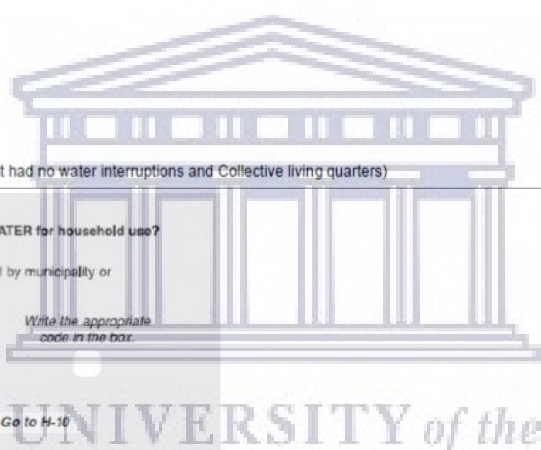 t had no water interruptions and Collective living quarters)
ATER for household use?
by municipality or
Write the appropriate
code in the box.
Go to H-10
UNIVERSITY of the